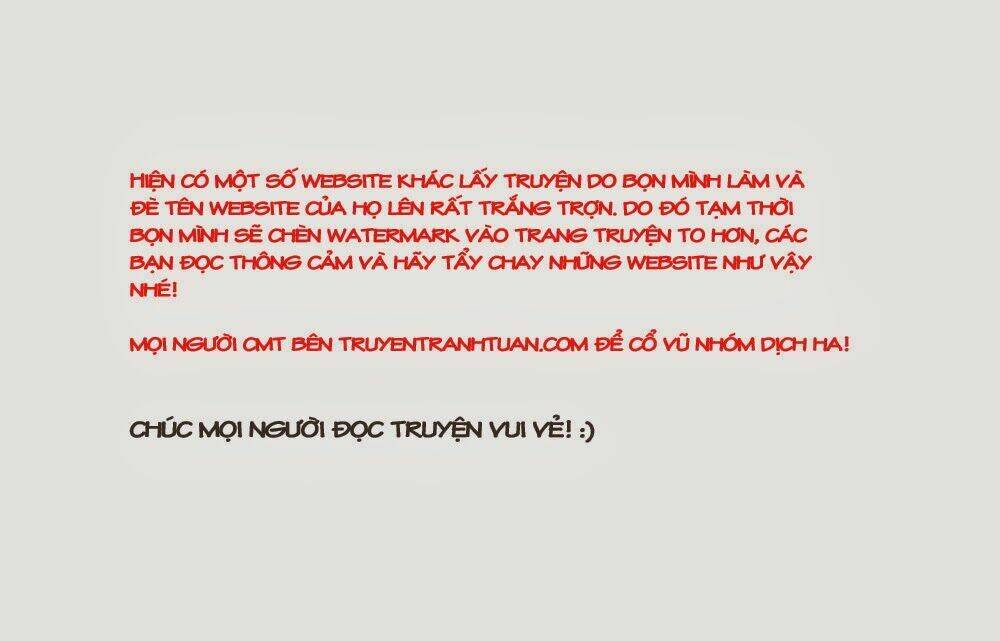 HIỆN CÓ MỘT SỐ WEBSITE KHÁC LẤY TRUYỆN DO BỌN MÌNH LÀM VÀ
ĐÈ TÊN WEBSITE CỦA HỌ LÊN RẤT TRẮNG TRỢN. DO ĐÓ TẠM THỜI
BỌN MÌNH SẼ CHÈN WATERMARK VÀO TRANG TRUYỆN TO HƠN, CÁC
BẠN ĐỌC THÔNG CẢM VÀ HÃY TẨY CHAY NHỮNG WEBSITE NHƯ VẬY
NHÉ!
MỌI NGƯỜI CMT BÊN TRUYENTRANHTUAN.COM ĐỂ CỔ VŨ NHÓM DỊCH HA!
CHÚC MỌI NGƯỜI ĐỌC TRUYỆN VUI VẺ! :)